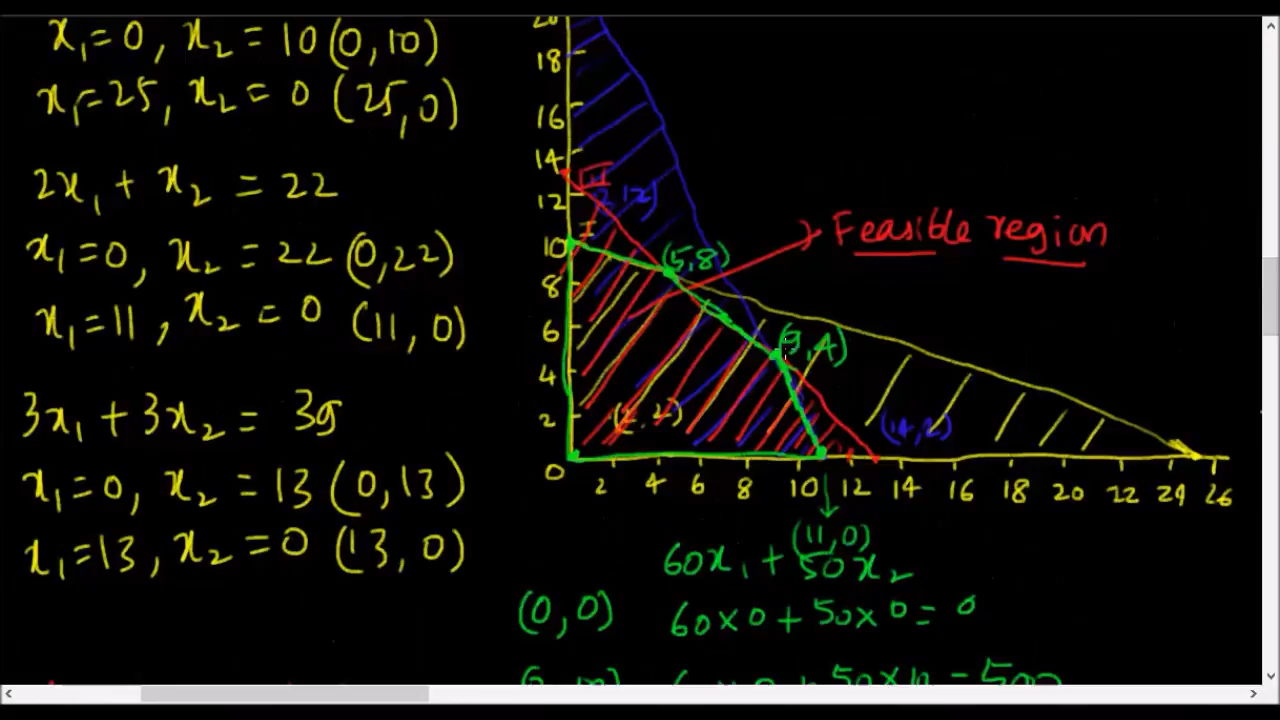 x₁=0, x₂ = 10 (0,10)
x₁=25, x₂ = 0 (25,0)
2x₁ + x₂ = 22
x₁=0, x₂ = 22 (0,22)
x₁=11, x₂ = 0 (11,0)
3x₁ + 3x₂ = 39
x₁=0, x₂ = 13 (0,13)
x₁=13, x₂=0 (13,0)
20
18
16
14
12
10
8
6
4
2
0
III
I
(5,8)
(9,4)
(14,2)
Feasible region
2 4 6 8 10 12 14 16 18 20 22 24 26
(11,0)
60x₁ + 50x₂
(0,0) 60×0 + 50×0 = 0